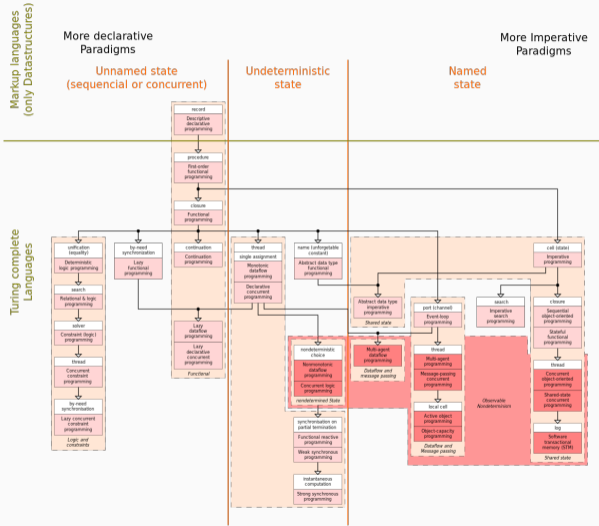 Markup languages
(only Datastructures)
More declarative
Paradigms
More Imperative
Paradigms
Unnamed state
(sequencial or concurrent)
Undeterministic
state
Named
state
Turing complete
Languages
record
Descriptive
declarative
programming
procedure
First-order
functional
programming
closure
Functional
programming
unification
(equality)
Deterministic
logic programming
search
Relational & logic
programming
solver
Constraint (logic)
programming
thread
Concurrent
constraint
programming
by-need
synchronisation
Lazy concurrent
constraint
programming
Logic and
constraints
by-need
synchronization
Lazy
functional
programming
continuation
Continuation
programming
Lazy
dataflow
programming
Lazy
declarative
concurrent
programming
Functional
thread
single assignment
Monotonic
dataflow
programming
Declarative
concurrent
programming
nondeterministic
choice
Nonmonotonic
dataflow
programming
Concurrent logic
programming
nondetermined State
synchronisation on
partial termination
Functional reactive
programming
Weak synchronous
programming
instantaneous
computation
Strong synchronous
programming
name (unforgetable
constant)
Abstract data type
functional
programming
Abstract data type
imperative
programming
Shared state
Multi-agent
dataflow
programming
Dataflow and
message passing
port (channel)
Event-loop
programming
thread
Multi-agent
programming
Message-passing
concurrent
programming
local cell
Active object
programming
Object-capacity
programming
Dataflow and
Message passing
Observable
Nondeterminism
cell (state)
Imperative
programming
search
Imperative
search
programming
closure
Sequential
object-oriented
programming
Stateful
functional
programming
thread
Concurrent
object-oriented
programming
Shared-state
concurrent
programming
log
Software
transactional
memory (STM)
Shared state